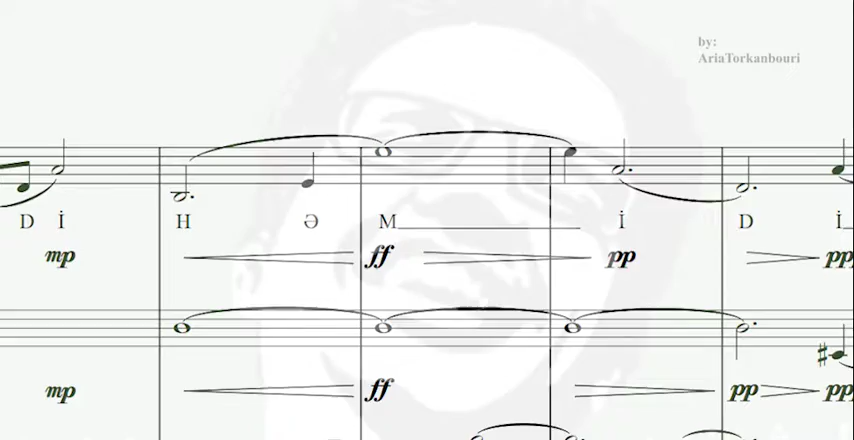 by:
AriaTorkanbouri
D İ H Ə M İ D İ
mp ff pp pp
mp ff pp pp